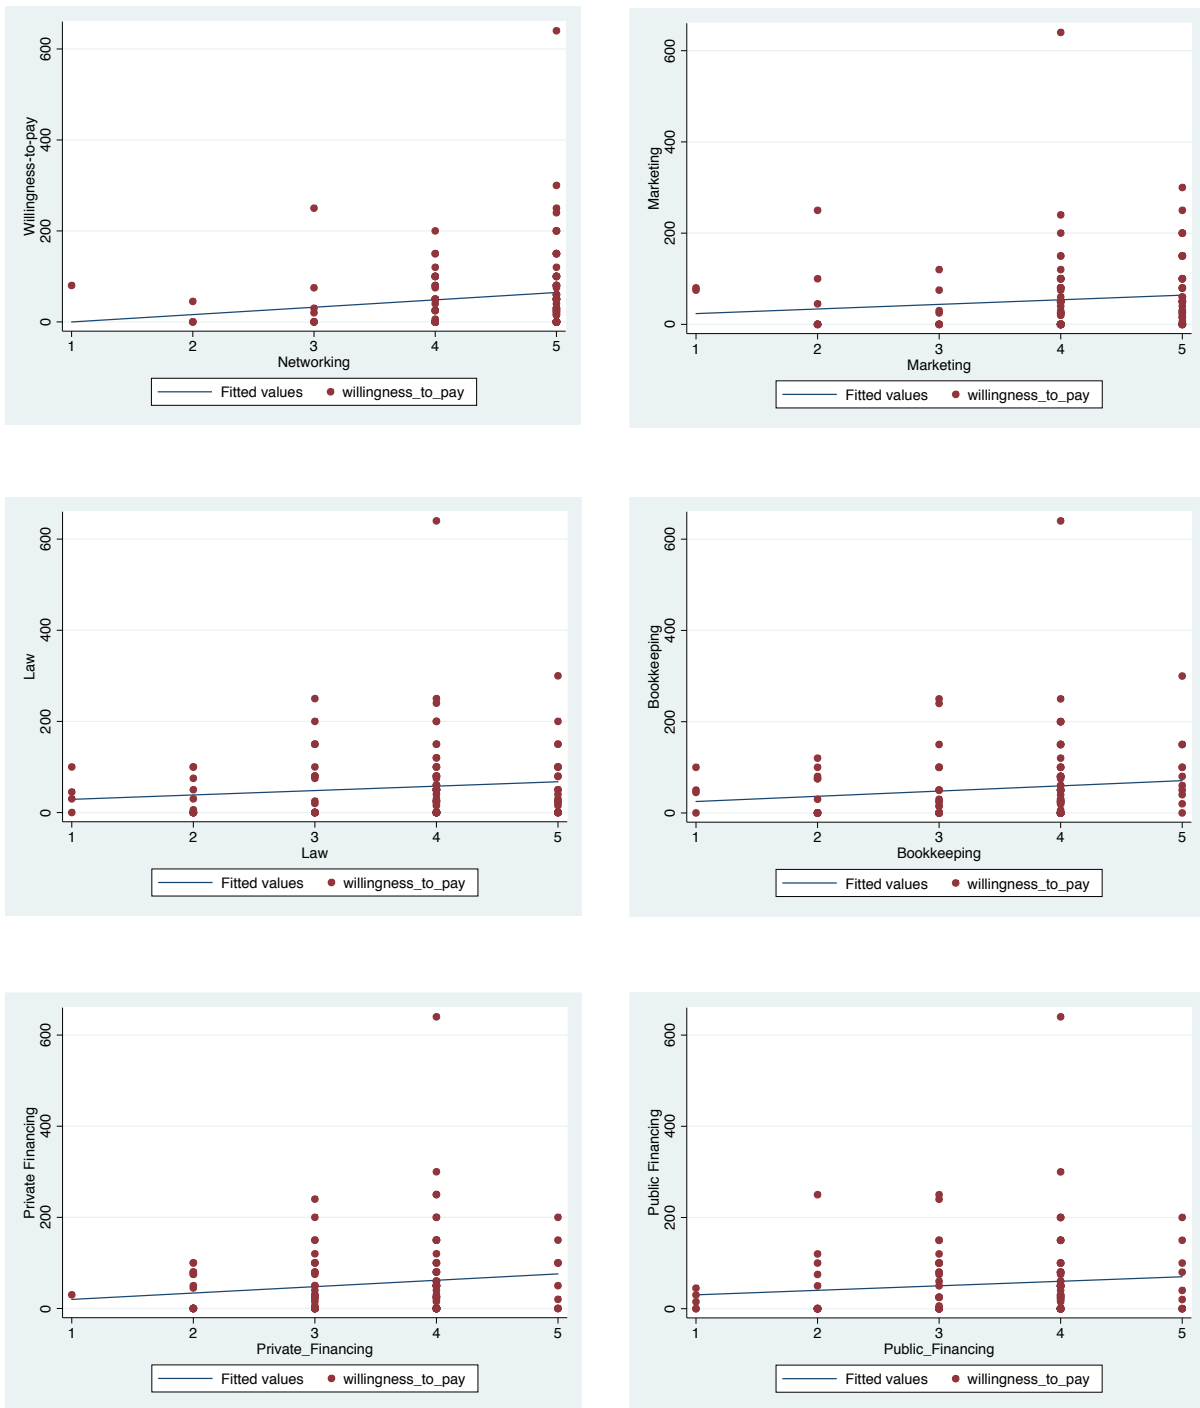 Willingness-to-pay
600
400
200
0
1 2 3 4 5
Networking
Fitted values willingness_to_pay
Marketing
600
400
200
0
1 2 3 4 5
Marketing
Fitted values willingness_to_pay
Law
600
400
200
0
1 2 3 4 5
Law
Fitted values willingness_to_pay
Bookkeeping
600
400
200
0
1 2 3 4 5
Bookkeeping
Fitted values willingness_to_pay
Private Financing
600
400
200
0
1 2 3 4 5
Private_Financing
Fitted values willingness_to_pay
Public Financing
600
400
200
0
1 2 3 4 5
Public_Financing
Fitted values willingness_to_pay